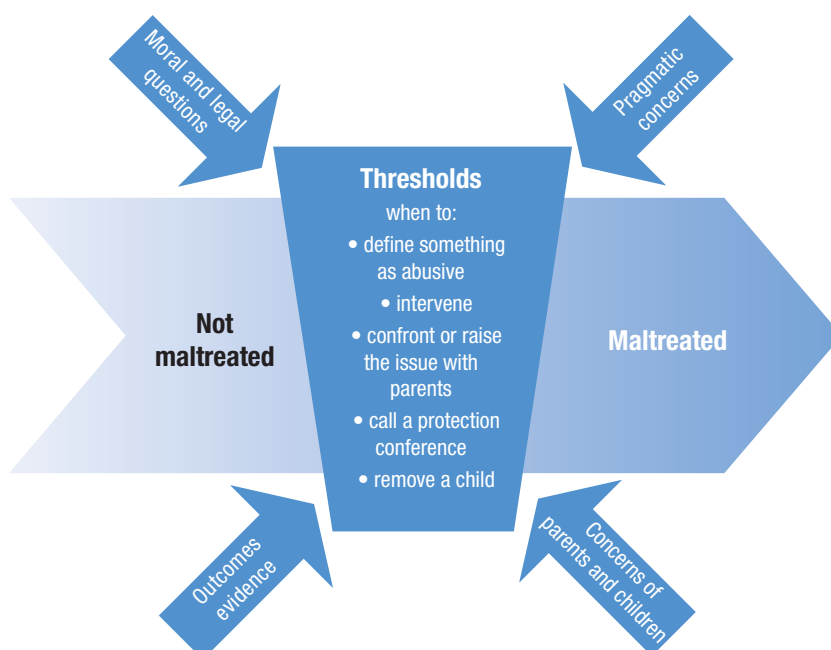 Moral and legal
questions
Pragmatic
concerns
Thresholds
when to:
• define something
as abusive
• intervene
• confront or raise
the issue with
parents
• call a protection
conference
• remove a child
Not
maltreated
Maltreated
Outcomes
evidence
Concerns of
parents and children